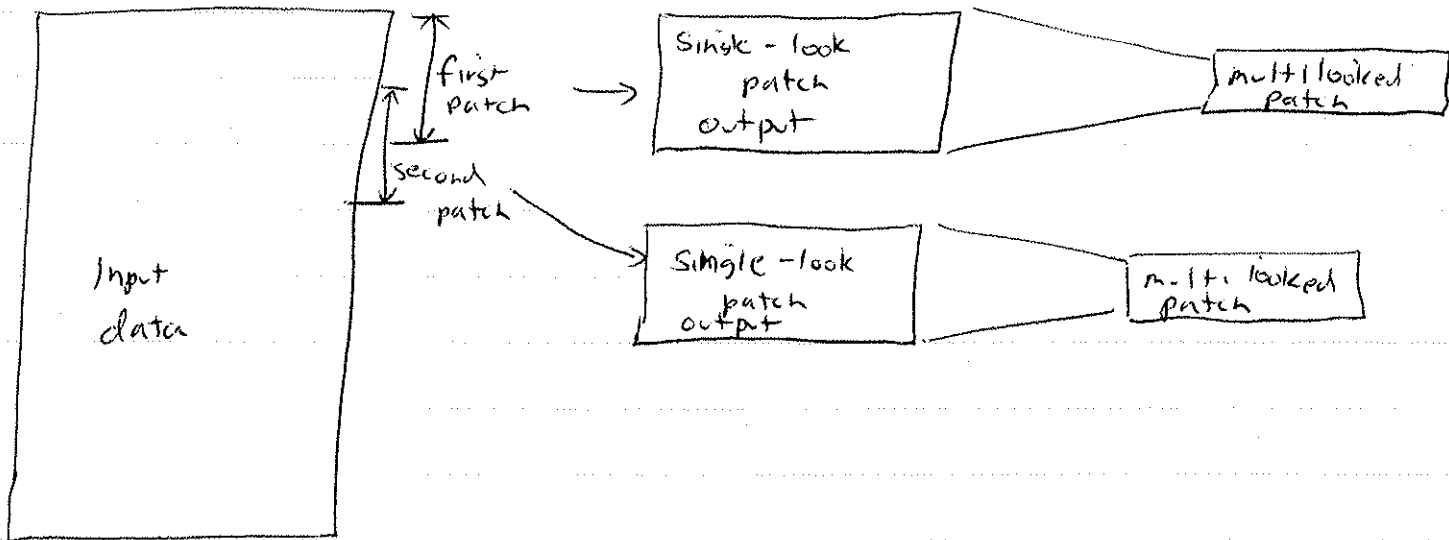 Input
data
first
patch
second
patch
Single-look
patch
output
multilooked
patch
Single-look
patch
output
multilooked
patch